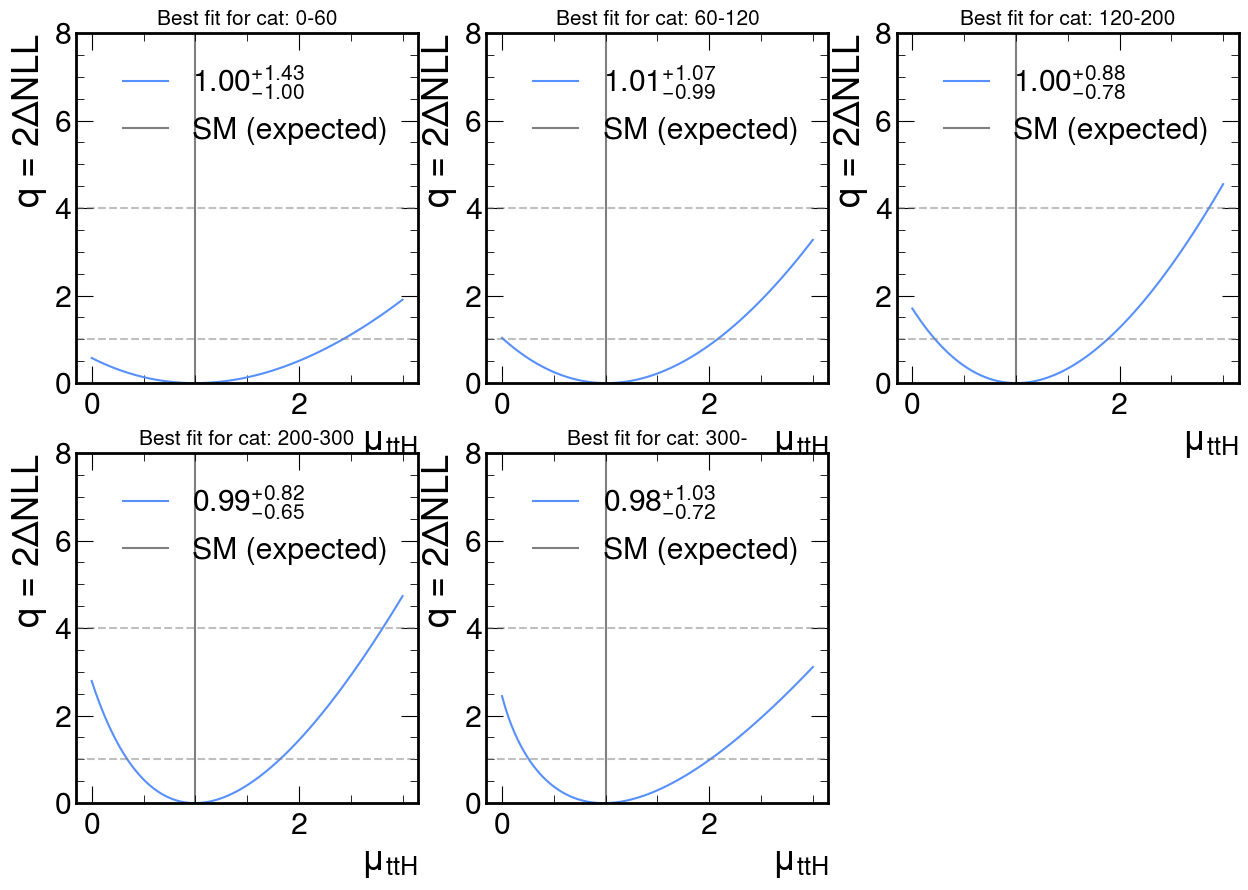 Best fit for cat: 0-60
q = 2ΔNLL
8
6
4
2
0
1.00 +1.43 −1.00
SM (expected)
0 2
μ ttH
Best fit for cat: 60-120
q = 2ΔNLL
8
6
4
2
0
1.01 +1.07 −0.99
SM (expected)
0 2
μ ttH
Best fit for cat: 120-200
q = 2ΔNLL
8
6
4
2
0
1.00 +0.88 −0.78
SM (expected)
0 2
μ ttH
Best fit for cat: 200-300
q = 2ΔNLL
8
6
4
2
0
0.99 +0.82 −0.65
SM (expected)
0 2
μ ttH
Best fit for cat: 300-
q = 2ΔNLL
8
6
4
2
0
0.98 +1.03 −0.72
SM (expected)
0 2
μ ttH